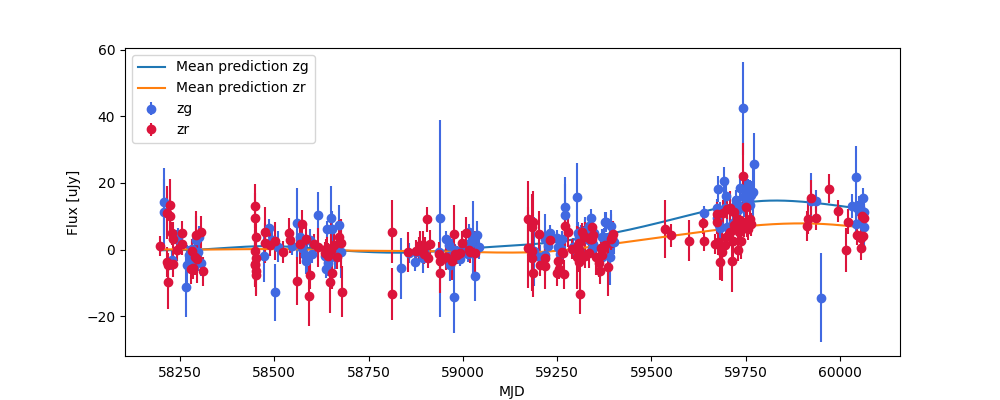 60
40
20
0
−20
Flux [uJy]
Mean prediction zg
Mean prediction zr
zg
zr
58250 58500 58750 59000 59250 59500 59750 60000
MJD